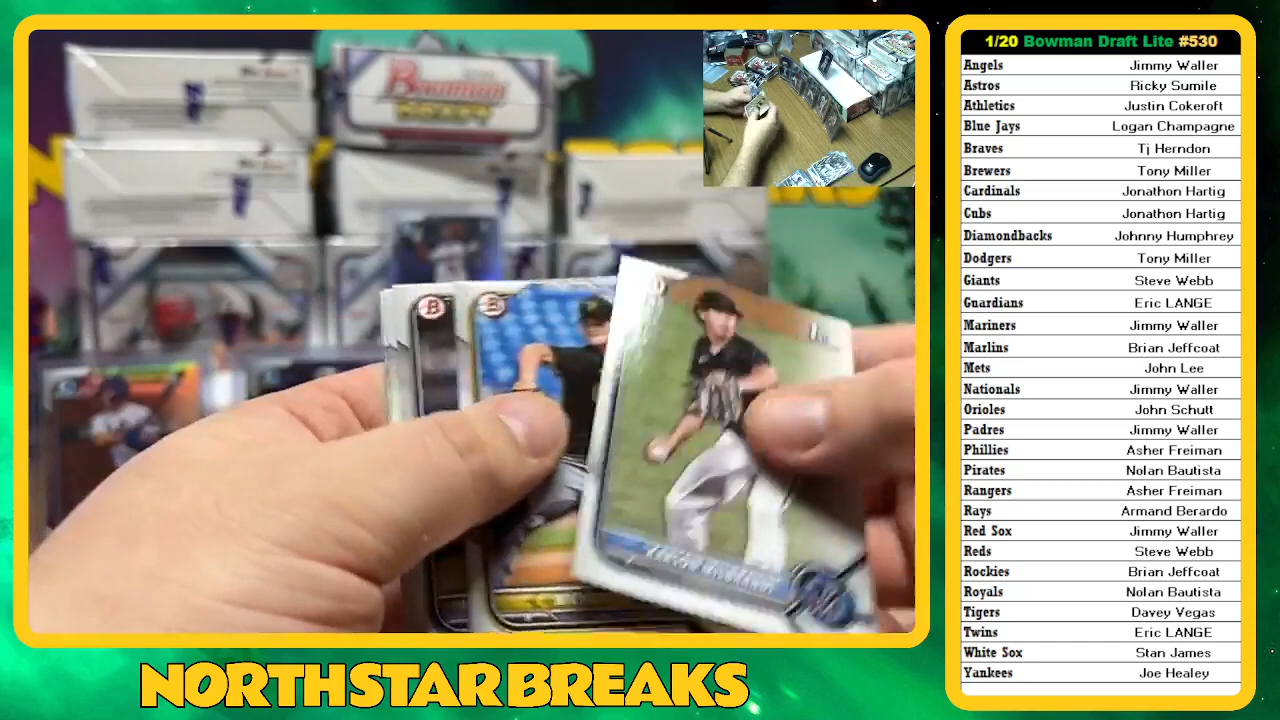 1/20 Bowman Draft Lite #530
Angels Jimmy Waller
Astros Ricky Sumile
Athletics Justin Cokeroft
Blue Jays Logan Champagne
Braves Tj Herndon
Brewers Tony Miller
Cardinals Jonathon Hartig
Cubs Jonathon Hartig
Diamondbacks Johnny Humphrey
Dodgers Tony Miller
Giants Steve Webb
Guardians Eric LANGE
Mariners Jimmy Waller
Marlins Brian Jeffcoat
Mets John Lee
Nationals Jimmy Waller
Orioles John Schutt
Padres Jimmy Waller
Phillies Asher Freiman
Pirates Nolan Bautista
Rangers Asher Freiman
Rays Armand Berardo
Red Sox Jimmy Waller
Reds Steve Webb
Rockies Brian Jeffcoat
Royals Nolan Bautista
Tigers Davey Vegas
Twins Eric LANGE
White Sox Stan James
Yankees Joe Healey
Bowman
DRAFT
B B
NORTHSTAR BREAKS